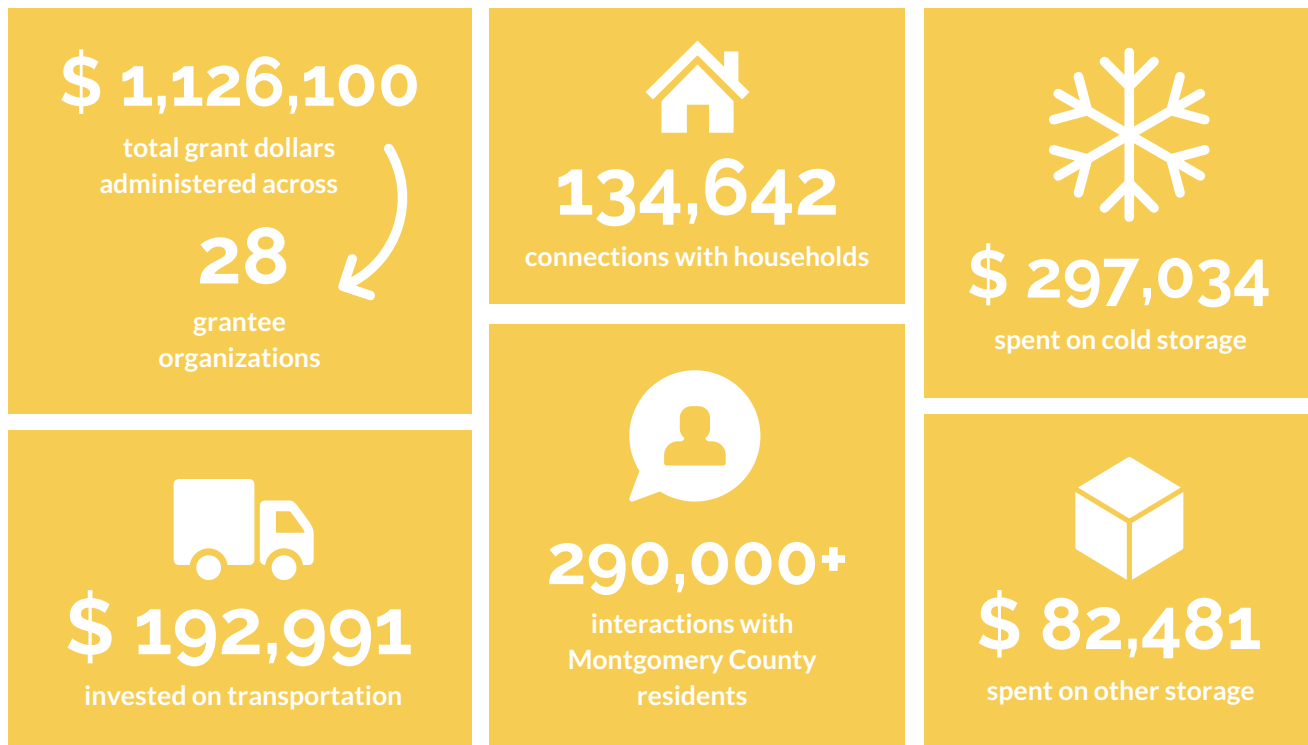 $ 1,126,100
total grant dollars
administered across
28
grantee
organizations
$ 192,991
invested on transportation
134,642
connections with households
290,000+
interactions with
Montgomery County
residents
$ 297,034
spent on cold storage
$ 82,481
spent on other storage